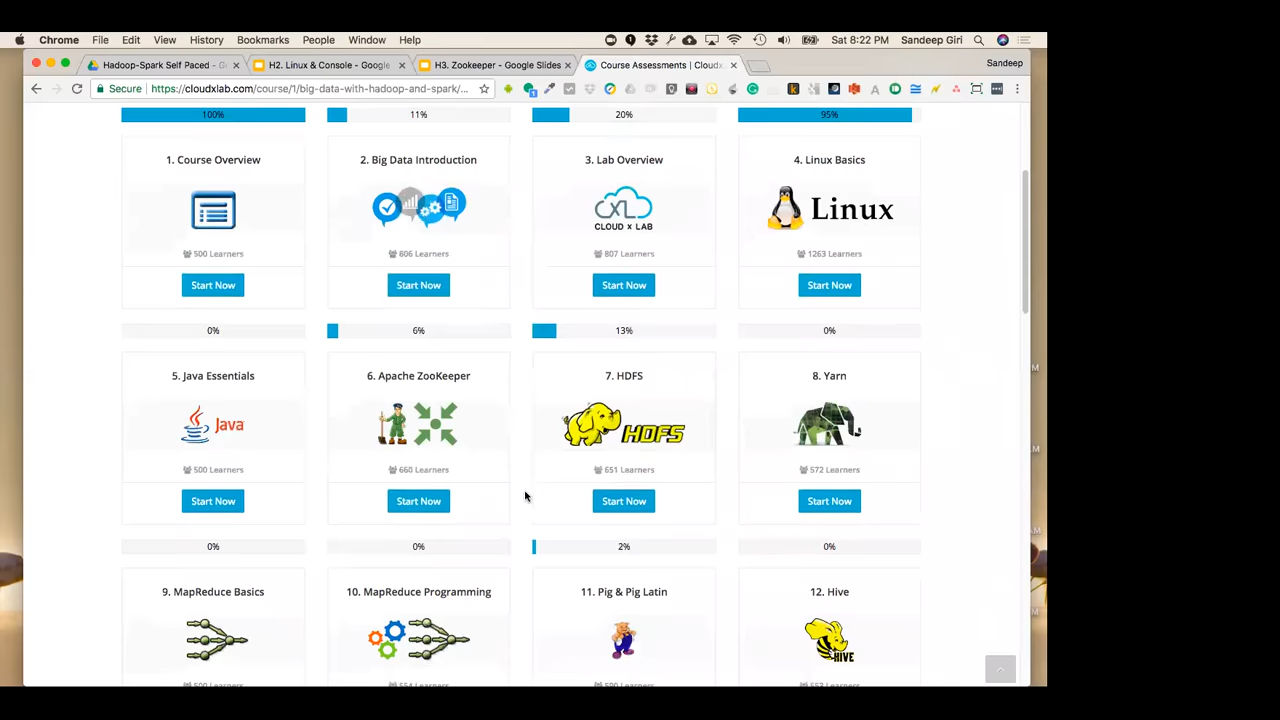 Chrome File Edit View History Bookmarks People Window Help Sat 8:22 PM Sandeep Giri
Hadoop-Spark Self Paced - G H2. Linux & Console - Google H3. Zookeeper - Google Slides Course Assessments | Cloudx Sandeep
Secure https://cloudxlab.com/course/1/big-data-with-hadoop-and-spark/...
100% 11% 20% 95%
1. Course Overview 2. Big Data Introduction 3. Lab Overview 4. Linux Basics
CXL Linux
CLOUD X LAB
500 Learners 606 Learners 807 Learners 1263 Learners
Start Now Start Now Start Now Start Now
0% 6% 13% 0%
5. Java Essentials 6. Apache ZooKeeper 7. HDFS 8. Yarn
Java HDFS
500 Learners 660 Learners 651 Learners 572 Learners
Start Now Start Now Start Now Start Now
0% 0% 2% 0%
9. MapReduce Basics 10. MapReduce Programming 11. Pig & Pig Latin 12. Hive
HIVE